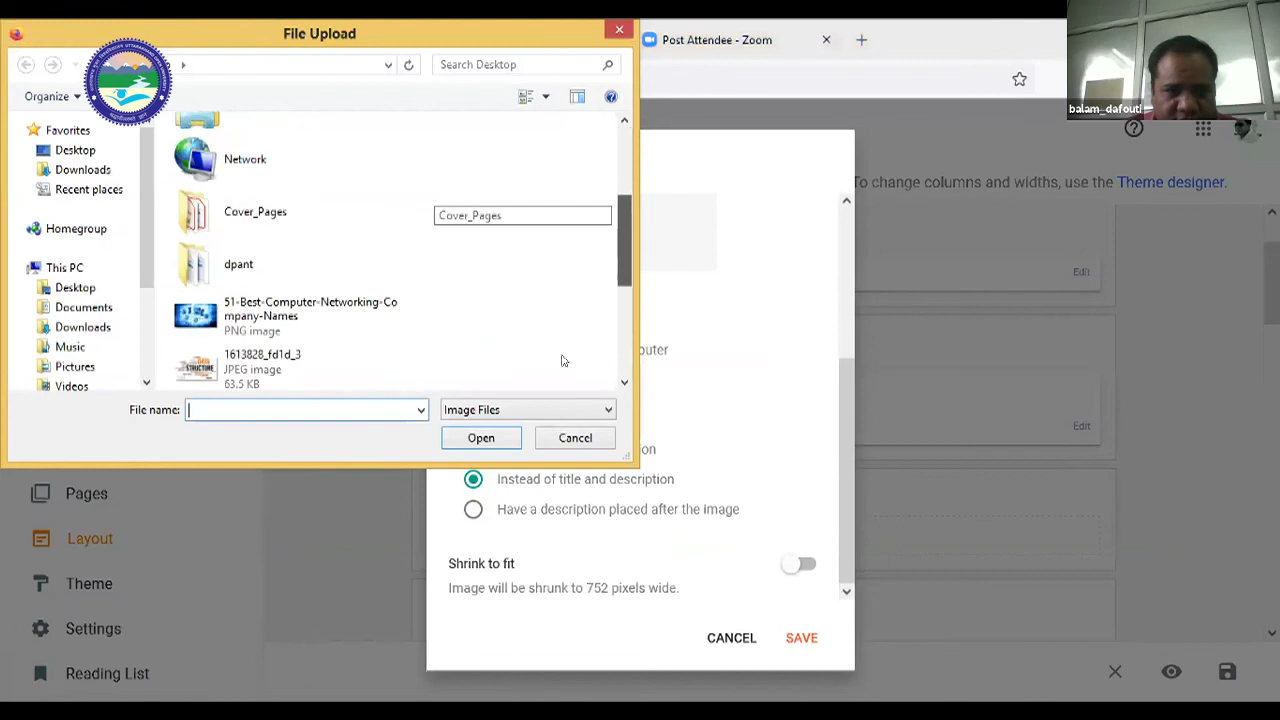 File Upload
Search Desktop
Organize
Favorites
Desktop
Downloads
Recent places
Homegroup
This PC
Desktop
Documents
Downloads
Music
Pictures
Videos
Network
Cover_Pages
Cover_Pages
dpant
51-Best-Computer-Networking-Co
mpany-Names
PNG image
1613828_fd1d_3
JPEG image
63.5 KB
File name:
Image Files
Open
Cancel
Post Attendee - Zoom
balam_dafouti
To change columns and widths, use the Theme designer.
Edit
Edit
Instead of title and description
Have a description placed after the image
Shrink to fit
Image will be shrunk to 752 pixels wide.
CANCEL
SAVE
Pages
Layout
Theme
Settings
Reading List